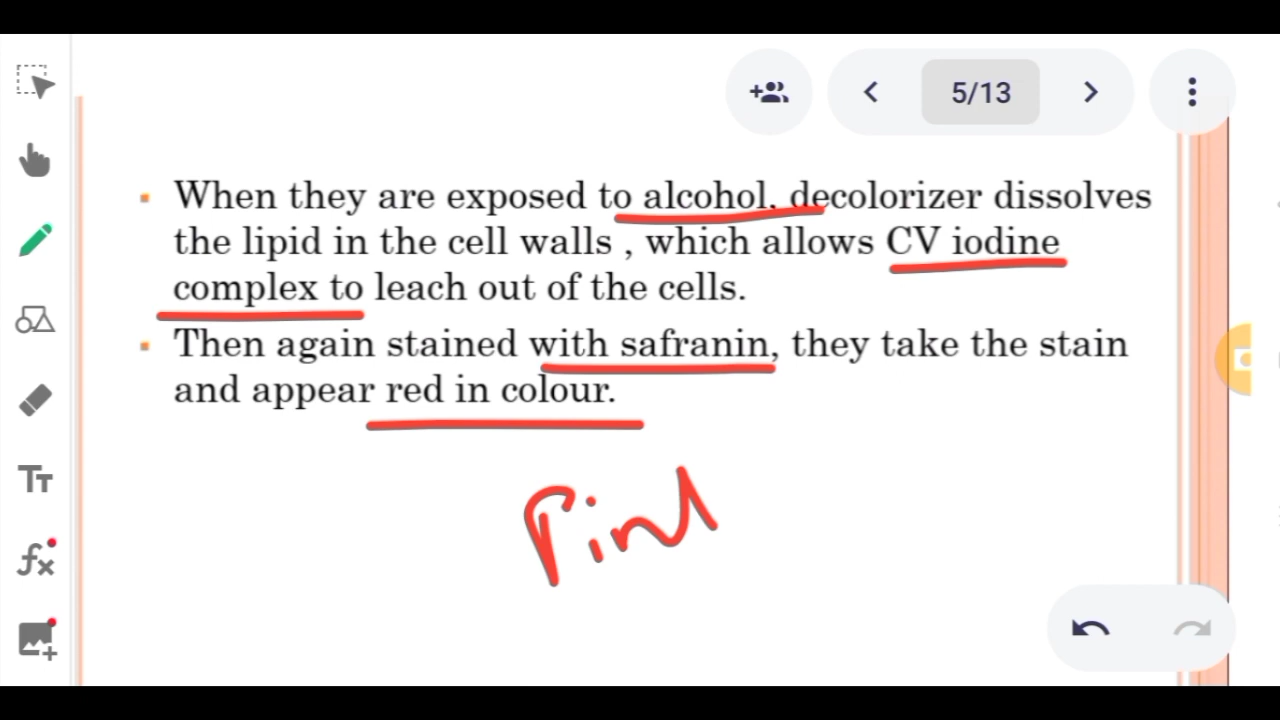 5/13
▪ When they are exposed to alcohol, decolorizer dissolves
the lipid in the cell walls , which allows CV iodine
complex to leach out of the cells.
▪ Then again stained with safranin, they take the stain
and appear red in colour.